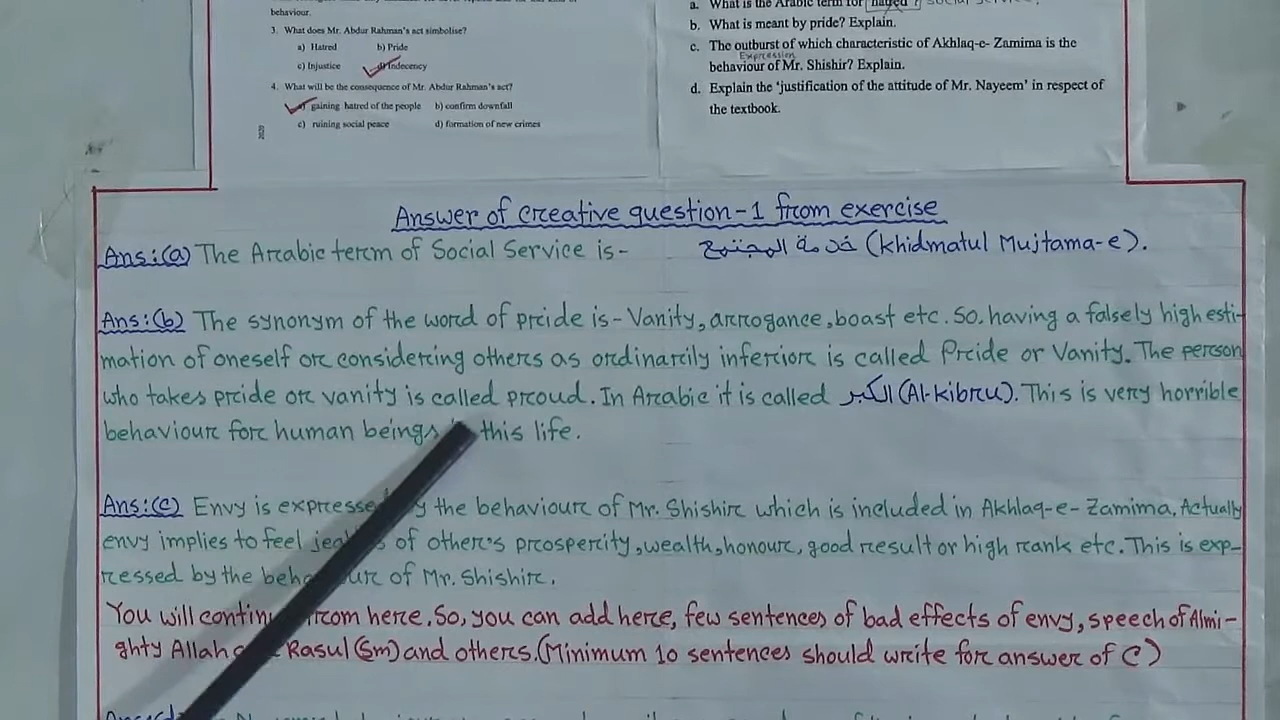 behaviour.
3. What does Mr. Abdur Rahman's act simbolise?
a) Hatred b) Pride
c) Injustice d) Indecency
4. What will be the consequence of Mr. Abdur Rahman's act?
a) gaining hatred of the people b) confirm downfall
c) ruining social peace d) formation of new crimes
2020
a. What is the Arabic term for
b. What is meant by pride? Explain.
c. The outburst of which characteristic of Akhlaq-e- Zamima is the
Expression
behaviour of Mr. Shishir? Explain.
d. Explain the 'justification of the attitude of Mr. Nayeem' in respect of
the textbook.
Answer of creative question-1 from exercise
Ans:(a) The Arabic term of Social Service is- خدمة المجتمع (Khidmatul Mujtama-e).
Ans:(b) The synonym of the word of pride is- Vanity, arrogance, boast etc. So, having a falsely high esti-
mation of oneself or considering others as ordinarily inferior is called Pride or Vanity. The person
who takes pride or vanity is called proud. In Arabic it is called الكبر (Al-kibru). This is very horrible
behaviour for human beings this life.
Ans:(c) Envy is expressed by the behaviour of Mr. Shishir which is included in Akhlaq-e-Zamima. Actually
envy implies to feel of other's prosperity, wealth, honour, good result or high rank etc. This is exp-
ressed by the behaviour of Mr. Shishir.
You will continue from here. So, you can add here, few sentences of bad effects of envy, speech of Almi-
ghty Allah Rasul (Sm) and others. (Minimum 10 sentences should write for answer of C)